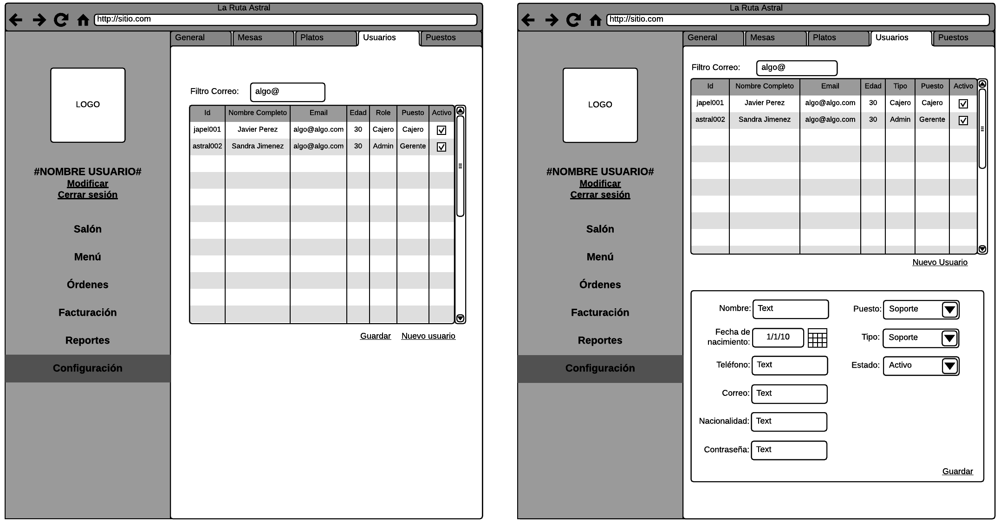 La Ruta Astral
http://sitio.com
General Mesas Platos Usuarios Puestos
LOGO
#NOMBRE USUARIO#
Modificar
Cerrar sesión
Salón
Menú
Órdenes
Facturación
Reportes
Configuración
Filtro Correo: algo@
Id Nombre Completo Email Edad Role Puesto Activo
japel001 Javier Perez algo@algo.com 30 Cajero Cajero
astral002 Sandra Jimenez algo@algo.com 30 Admin Gerente
Guardar Nuevo usuario
La Ruta Astral
http://sitio.com
General Mesas Platos Usuarios Puestos
LOGO
#NOMBRE USUARIO#
Modificar
Cerrar sesión
Salón
Menú
Órdenes
Facturación
Reportes
Configuración
Filtro Correo: algo@
Id Nombre Completo Email Edad Tipo Puesto Activo
japel001 Javier Perez algo@algo.com 30 Cajero Cajero
astral002 Sandra Jimenez algo@algo.com 30 Admin Gerente
Nuevo Usuario
Nombre: Text
Fecha de
nacimiento: 1/1/10
Teléfono: Text
Correo: Text
Nacionalidad: Text
Contraseña: Text
Puesto: Soporte
Tipo: Soporte
Estado: Activo
Guardar